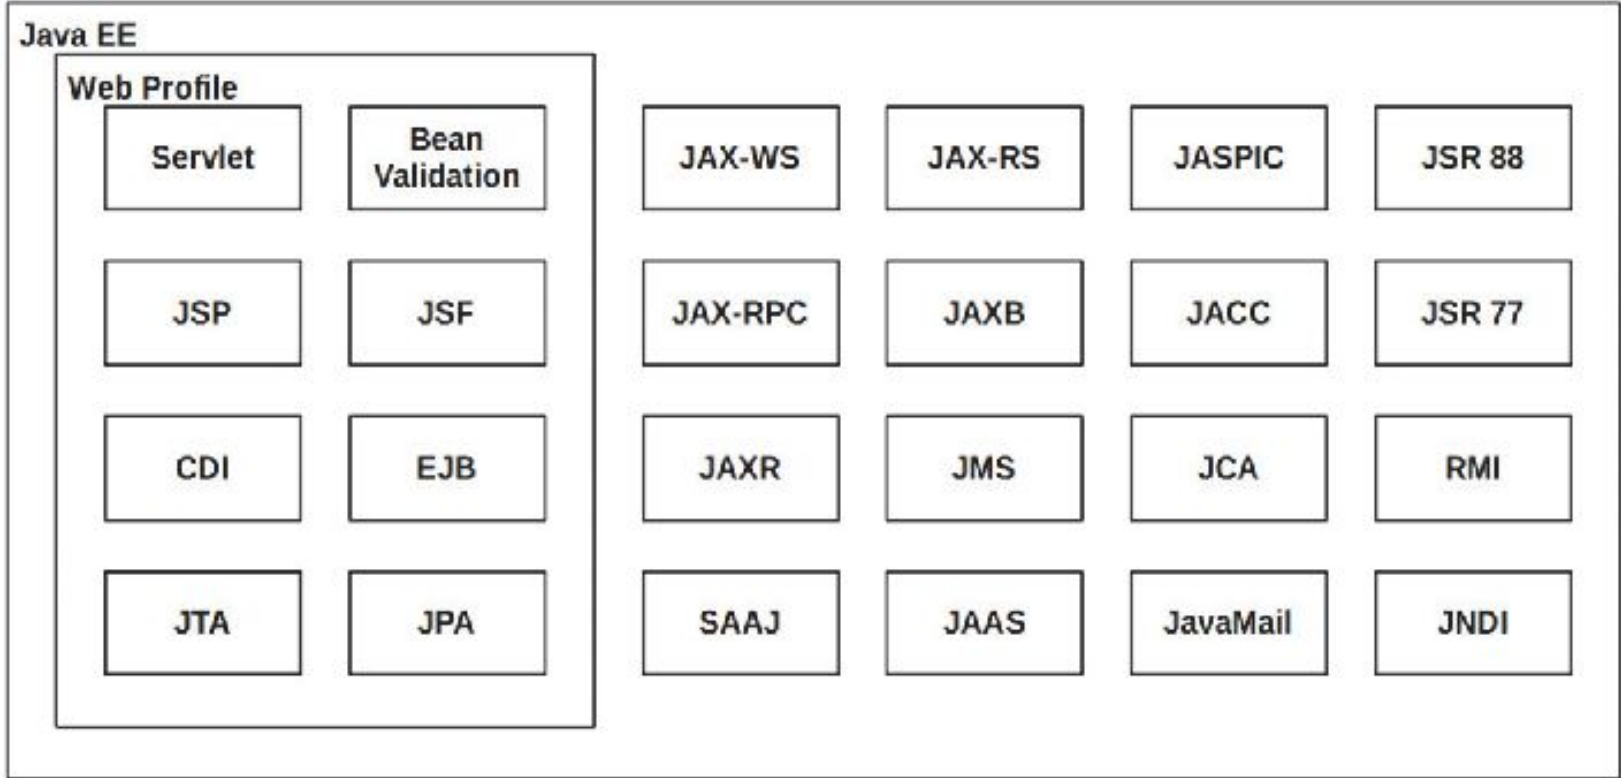 Java EE
Web Profile
Servlet
Bean
Validation
JAX-WS
JAX-RS
JASPIC
JSR 88
JSP
JSF
JAX-RPC
JAXB
JACC
JSR 77
CDI
EJB
JAXR
JMS
JCA
RMI
JTA
JPA
SAAJ
JAAS
JavaMail
JNDI